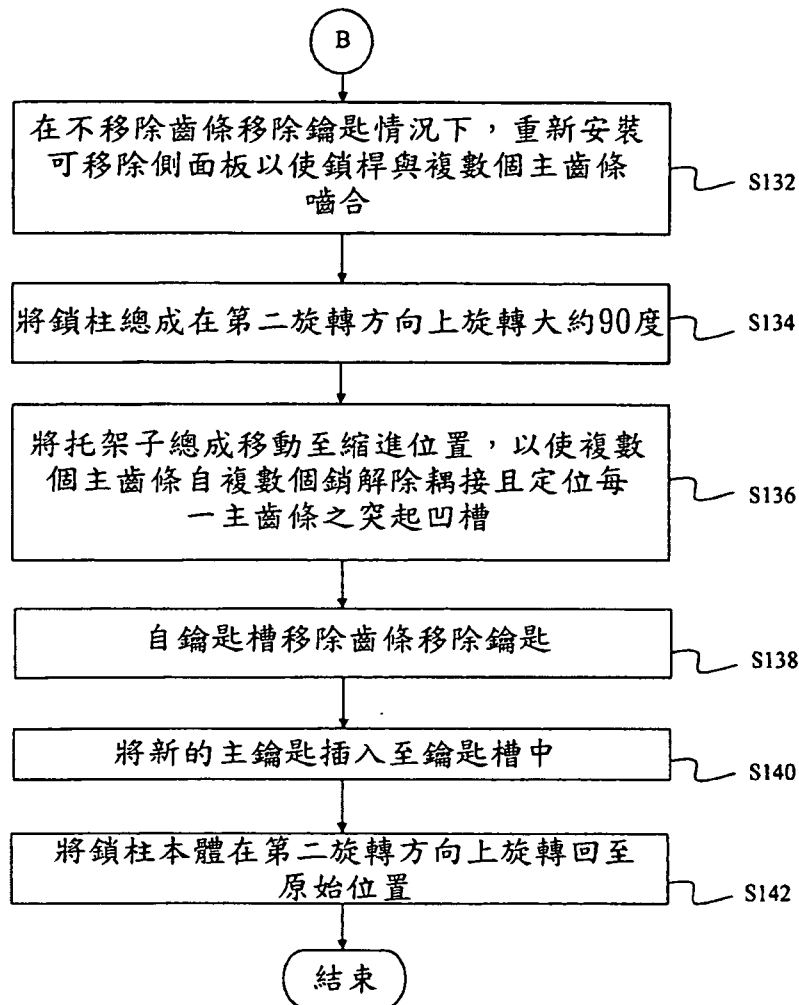 B
在不移除齒條移除鑰匙情況下，重新安裝
可移除側面板以使鎖桿與複數個主齒條
嚙合
S132
將鎖柱總成在第二旋轉方向上旋轉大約90度
S134
將托架子總成移動至縮進位置，以使複數
個主齒條自複數個銷解除耦接且定位每
一主齒條之突起凹槽
S136
自鑰匙槽移除齒條移除鑰匙
S138
將新的主鑰匙插入至鑰匙槽中
S140
將鎖柱本體在第二旋轉方向上旋轉回至
原始位置
S142
結束